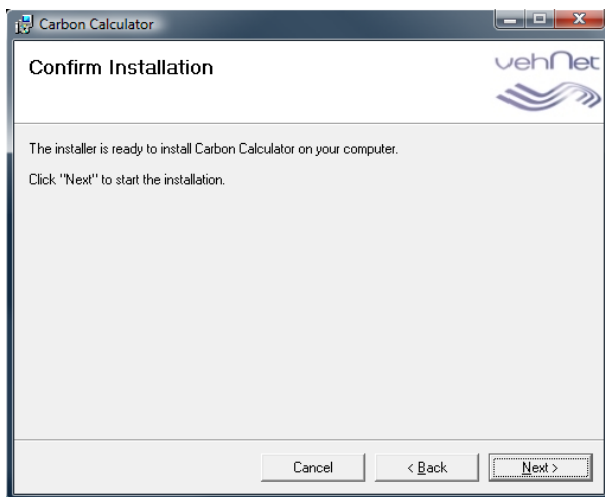 Carbon Calculator
Confirm Installation
vehNet
The installer is ready to install Carbon Calculator on your computer.
Click "Next" to start the installation.
Cancel
< Back
Next >